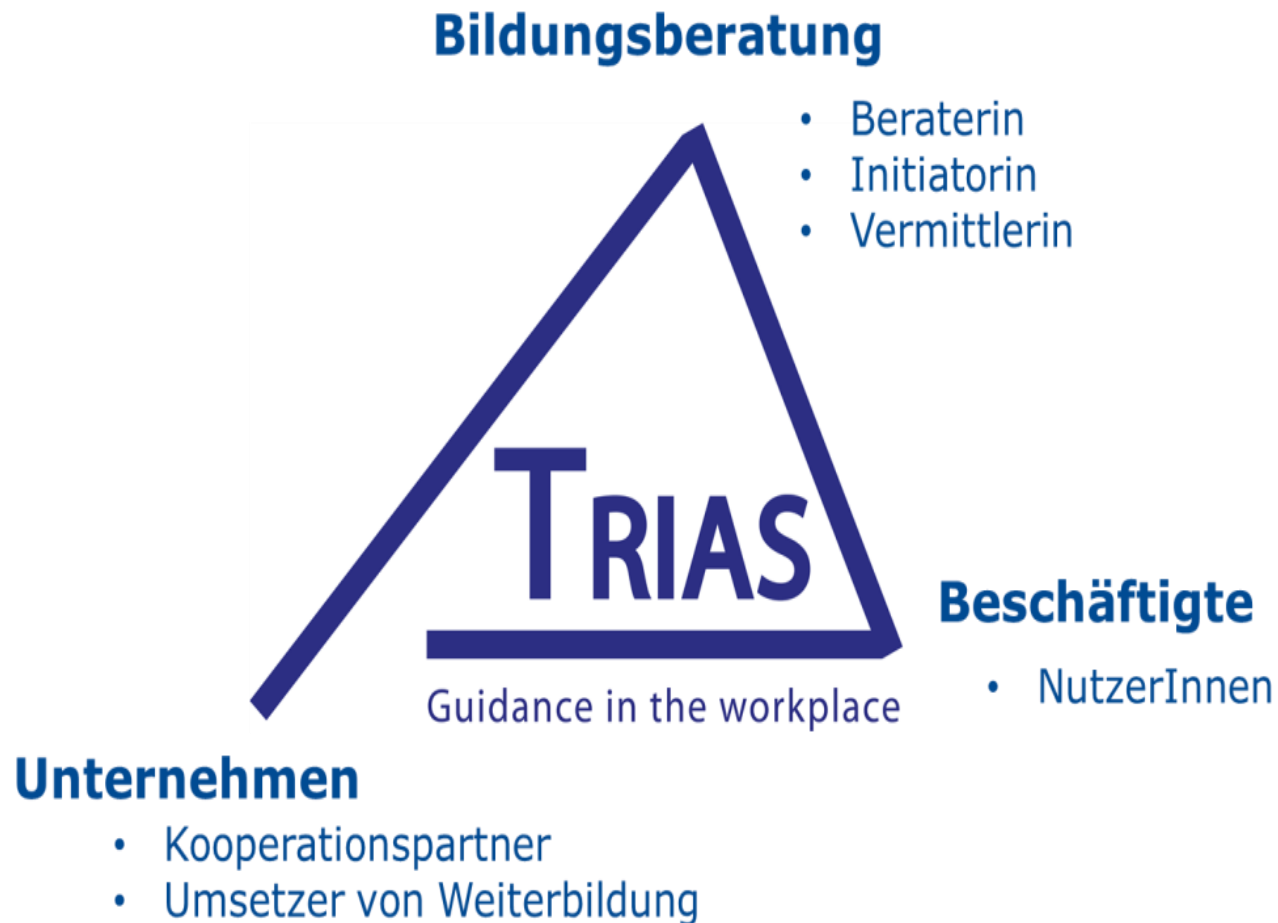 Bildungsberatung
• Beraterin
• Initiatorin
• Vermittlerin
TRIAS
Guidance in the workplace
Beschäftigte
• NutzerInnen
Unternehmen
• Kooperationspartner
• Umsetzer von Weiterbildung